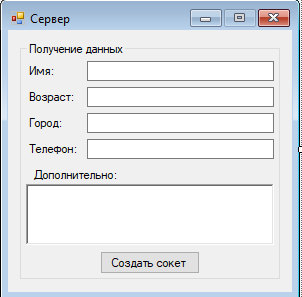 Сервер
Получение данных
Имя:
Возраст:
Город:
Телефон:
Дополнительно:
Создать сокет